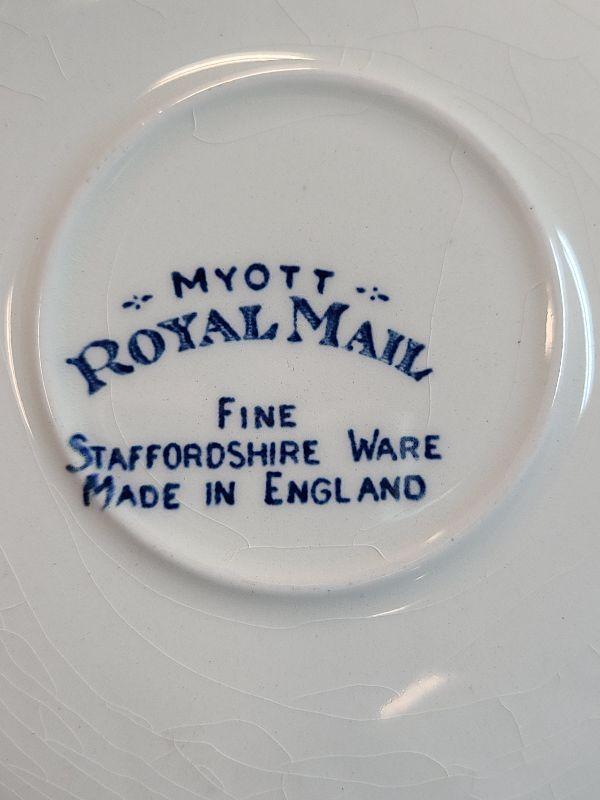 MYOTT
ROYAL MAIL
FINE
STAFFORDSHIRE WARE
MADE IN ENGLAND